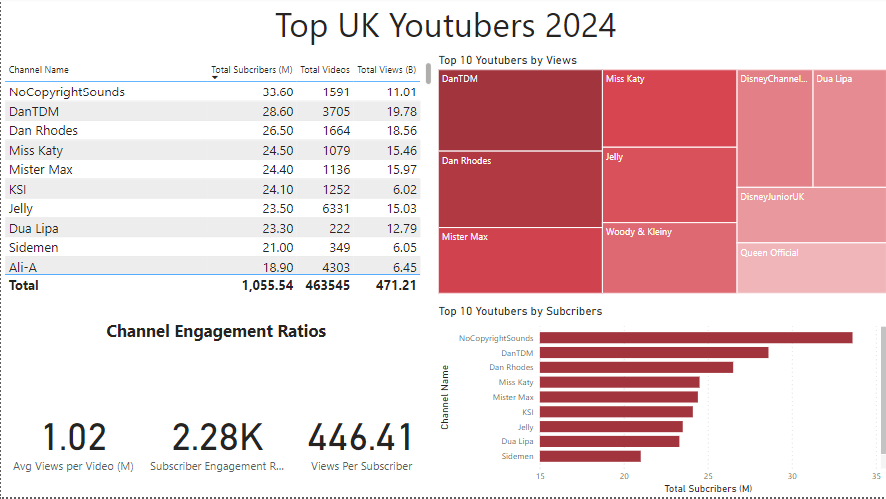 Top UK Youtubers 2024
Channel Name Total Subcribers (M) Total Videos Total Views (B)
NoCopyrightSounds 33.60 1591 11.01
DanTDM 28.60 3705 19.78
Dan Rhodes 26.50 1664 18.56
Miss Katy 24.50 1079 15.46
Mister Max 24.40 1136 15.97
KSI 24.10 1252 6.02
Jelly 23.50 6331 15.03
Dua Lipa 23.30 222 12.79
Sidemen 21.00 349 6.05
Ali-A 18.90 4303 6.45
Total 1,055.54 463545 471.21
Top 10 Youtubers by Views
DanTDM
Dan Rhodes
Mister Max
Miss Katy
Jelly
Woody & Kleiny
DisneyChannel...
Dua Lipa
DisneyJuniorUK
Queen Official
Channel Engagement Ratios
1.02
Avg Views per Video (M)
2.28K
Subscriber Engagement R...
446.41
Views Per Subscriber
Top 10 Youtubers by Subcribers
Channel Name
NoCopyrightSounds
DanTDM
Dan Rhodes
Miss Katy
Mister Max
KSI
Jelly
Dua Lipa
Sidemen
15 20 25 30 35
Total Subcribers (M)